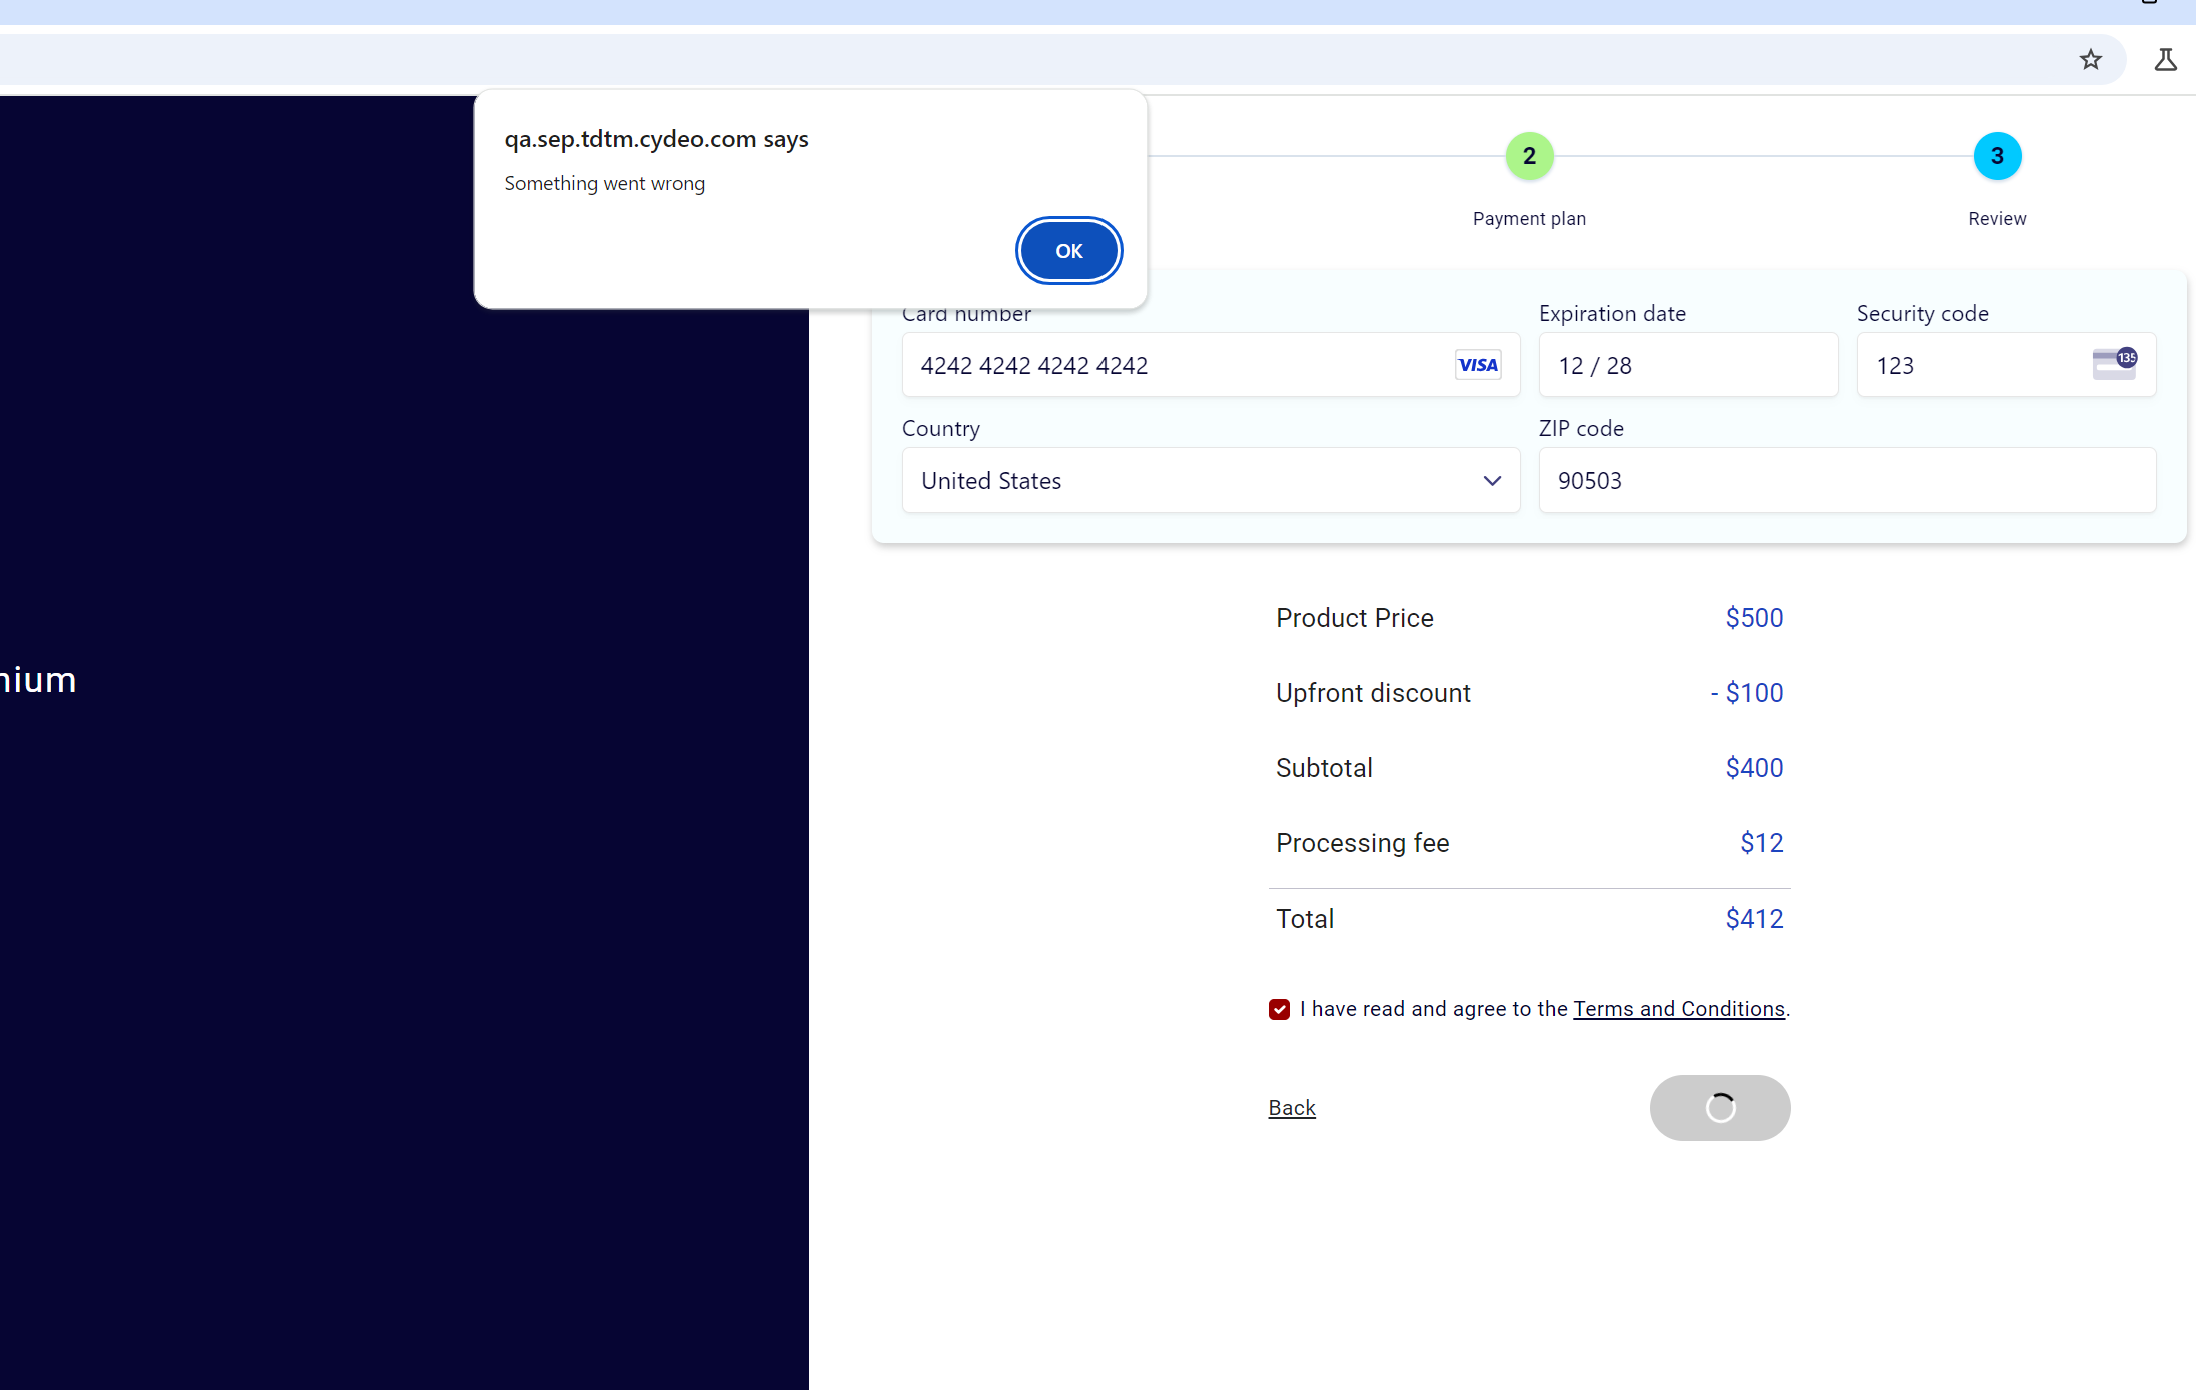 qa.sep.tdtm.cydeo.com says
Something went wrong
OK
2
3
Payment plan
Review
Card number
Expiration date
Security code
4242 4242 4242 4242
VISA
12 / 28
123
135
Country
ZIP code
United States
90503
Product Price $500
nium
Upfront discount - $100
Subtotal $400
Processing fee $12
Total $412
I have read and agree to the Terms and Conditions.
Back